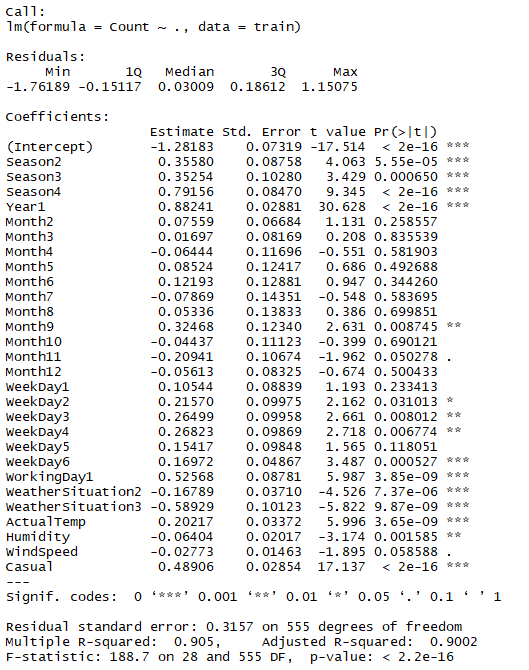 Call:
lm(formula = Count ~ ., data = train)
Residuals:
Min 1Q Median 3Q Max
-1.76189 -0.15117 0.03009 0.18612 1.15075
Coefficients:
Estimate Std. Error t value Pr(>|t|)
(Intercept) -1.28183 0.07319 -17.514 < 2e-16 ***
Season2 0.35580 0.08758 4.063 5.55e-05 ***
Season3 0.35254 0.10280 3.429 0.000650 ***
Season4 0.79156 0.08470 9.345 < 2e-16 ***
Year1 0.88241 0.02881 30.628 < 2e-16 ***
Month2 0.07559 0.06684 1.131 0.258557
Month3 0.01697 0.08169 0.208 0.835539
Month4 -0.06444 0.11696 -0.551 0.581903
Month5 0.08524 0.12417 0.686 0.492688
Month6 0.12193 0.12881 0.947 0.344260
Month7 -0.07869 0.14351 -0.548 0.583695
Month8 0.05336 0.13833 0.386 0.699851
Month9 0.32468 0.12340 2.631 0.008745 **
Month10 -0.04437 0.11123 -0.399 0.690121
Month11 -0.20941 0.10674 -1.962 0.050278 .
Month12 -0.05613 0.08325 -0.674 0.500433
WeekDay1 0.10544 0.08839 1.193 0.233413
WeekDay2 0.21570 0.09975 2.162 0.031013 *
WeekDay3 0.26499 0.09958 2.661 0.008012 **
WeekDay4 0.26823 0.09869 2.718 0.006774 **
WeekDay5 0.15417 0.09848 1.565 0.118051
WeekDay6 0.16972 0.04867 3.487 0.000527 ***
WorkingDay1 0.52568 0.08781 5.987 3.85e-09 ***
WeatherSituation2 -0.16789 0.03710 -4.526 7.37e-06 ***
WeatherSituation3 -0.58929 0.10123 -5.822 9.87e-09 ***
ActualTemp 0.20217 0.03372 5.996 3.65e-09 ***
Humidity -0.06404 0.02017 -3.174 0.001585 **
WindSpeed -0.02773 0.01463 -1.895 0.058588 .
Casual 0.48906 0.02854 17.137 < 2e-16 ***
---
Signif. codes: 0 ‘***’ 0.001 ‘**’ 0.01 ‘*’ 0.05 ‘.’ 0.1 ‘ ’ 1
Residual standard error: 0.3157 on 555 degrees of freedom
Multiple R-squared: 0.905, Adjusted R-squared: 0.9002
F-statistic: 188.7 on 28 and 555 DF, p-value: < 2.2e-16